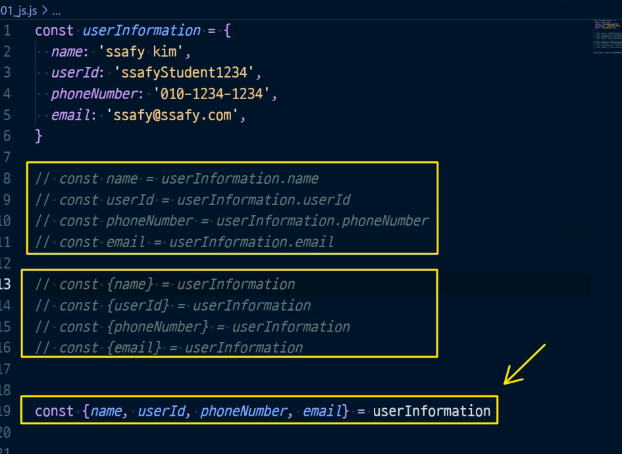 01_js.js > ...
1 const userInformation = {
2 name: 'ssafy kim',
3 userId: 'ssafyStudent1234',
4 phoneNumber: '010-1234-1234',
5 email: 'ssafy@ssafy.com',
6 }
7
8 // const name = userInformation.name
9 // const userId = userInformation.userId
10 // const phoneNumber = userInformation.phoneNumber
11 // const email = userInformation.email
12
13 // const {name} = userInformation
14 // const {userId} = userInformation
15 // const {phoneNumber} = userInformation
16 // const {email} = userInformation
17
18
19 const {name, userId, phoneNumber, email} = userInformation
20
21